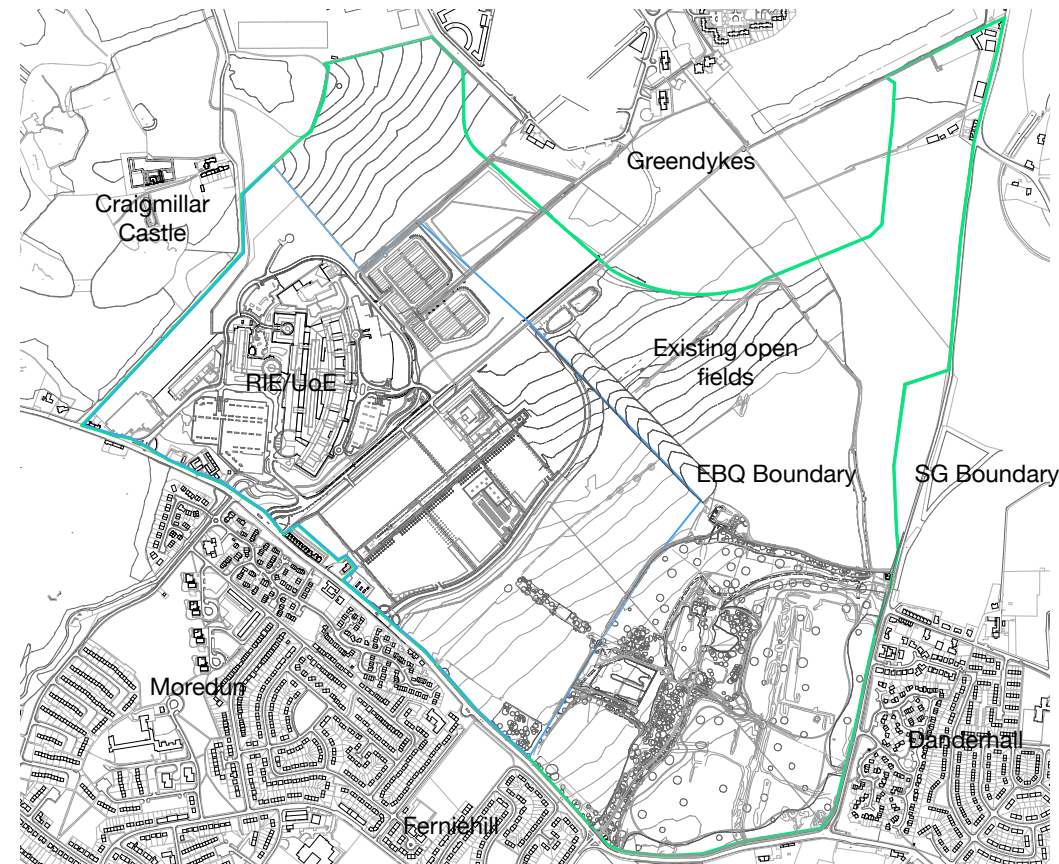 Greendykes
Craigmillar
Castle
Existing open
fields
RIE/UoE
EBQ Boundary
SG Boundary
Moredun
Danderhall
Ferniehill